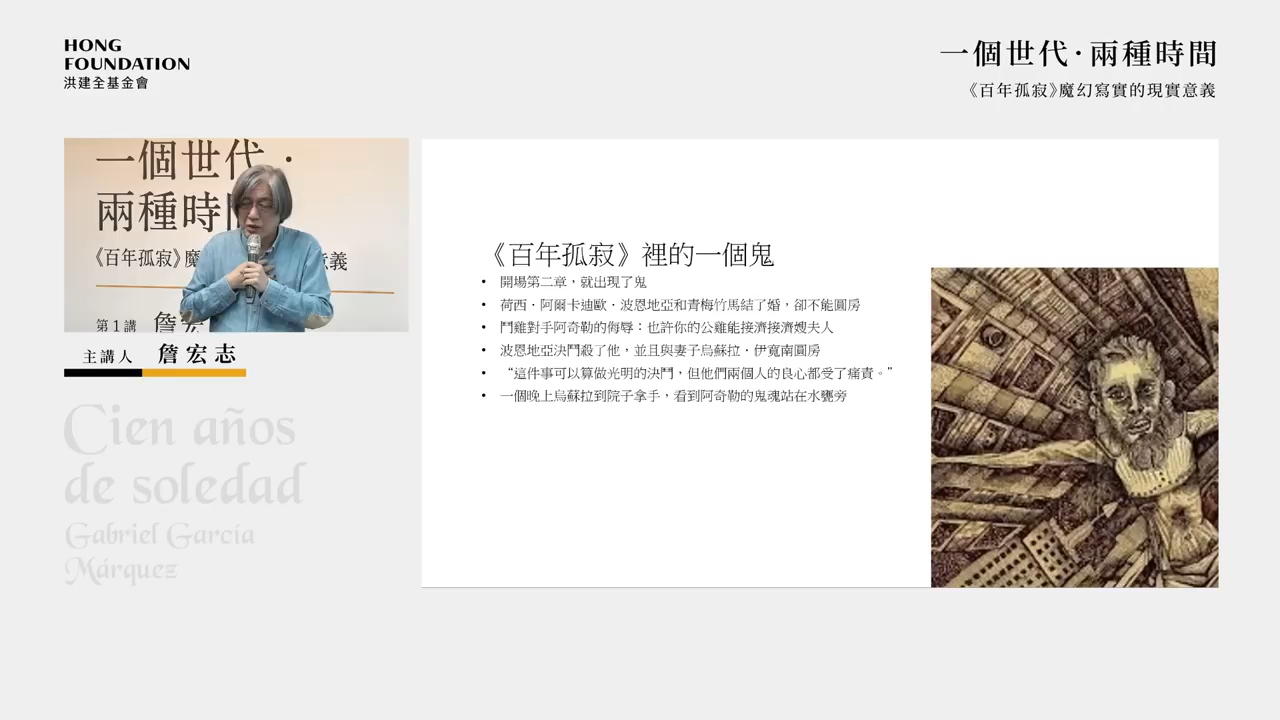 HONG
FOUNDATION
洪建全基金會
一個世代·兩種時間
《百年孤寂》魔幻寫實的現實意義
一個世代·
兩種時
《百年孤寂》魔 意義
第1講 詹宏
主講人 詹宏志
Cien años
de soledad
Gabriel García
Márquez
《百年孤寂》裡的一個鬼
• 開場第二章，就出現了鬼
• 荷西．阿爾卡迪歐．波恩地亞和青梅竹馬結了婚，卻不能圓房
• 鬥雞對手阿奇勒的侮辱：也許你的公雞能接濟接濟嫂夫人
• 波恩地亞決鬥殺了他，並且與妻子烏蘇拉．伊寬南圓房
• “這件事可以算做光明的決鬥，但他們兩個人的良心都受了痛責。”
• 一個晚上烏蘇拉到院子拿手，看到阿奇勒的鬼魂站在水甕旁